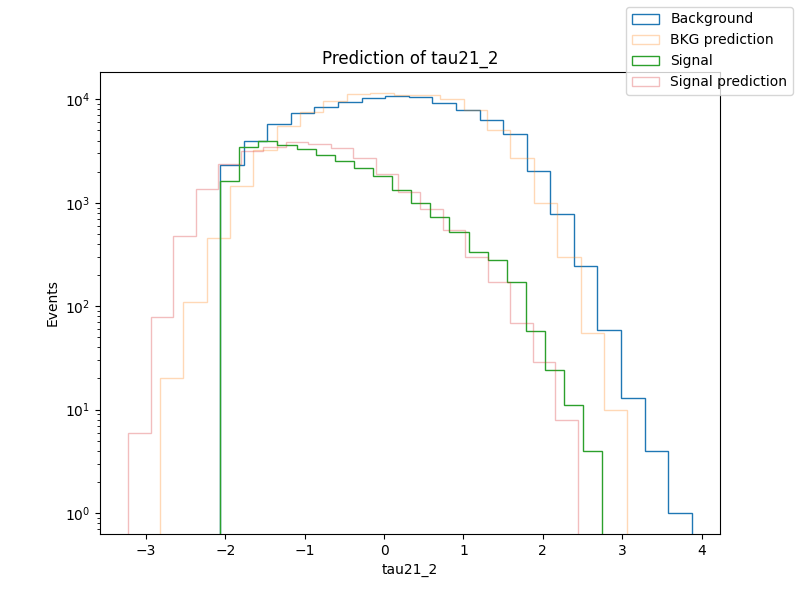 Prediction of tau21_2
Background
BKG prediction
Signal
Signal prediction
Events
10⁴
10³
10²
10¹
10⁰
−3 −2 −1 0 1 2 3 4
tau21_2